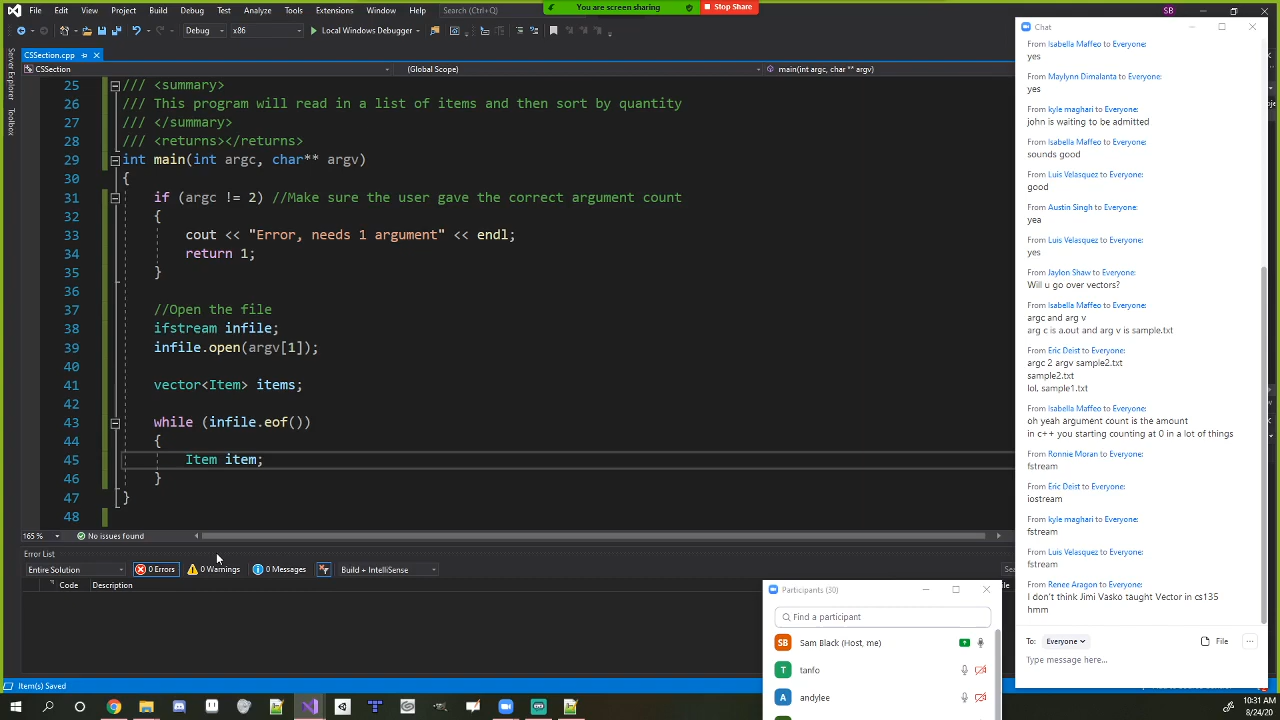 File Edit View Project Build Debug Test Analyze Tools Extensions Window Help Search (Ctrl+Q)
You are screen sharing Stop Share
SB
Debug x86 Windows Debugger
CSSection.cpp
CSSection (Global Scope) main(int argc, char ** argv)
Server Explorer
Toolbox
25 /// <summary>
26 /// This program will read in a list of items and then sort by quantity
27 /// </summary>
28 /// <returns></returns>
29 int main(int argc, char** argv)
30 {
31 if (argc != 2) //Make sure the user gave the correct argument count
32 {
33 cout << "Error, needs 1 argument" << endl;
34 return 1;
35 }
36
37 //Open the file
38 ifstream infile;
39 infile.open(argv[1]);
40
41 vector<Item> items;
42
43 while (infile.eof())
44 {
45 Item item;
46 }
47 }
48
165 % No issues found
Error List
Entire Solution 0 Errors 0 Warnings 0 Messages Build + IntelliSense
Code Description
Item(s) Saved
Chat
From Isabella Maffeo to Everyone:
yes
From Maylynn Dimalanta to Everyone:
yes
From kyle maghari to Everyone:
john is waiting to be admitted
From Isabella Maffeo to Everyone:
sounds good
From Luis Velasquez to Everyone:
good
From Austin Singh to Everyone:
yea
From Luis Velasquez to Everyone:
yes
From Jaylon Shaw to Everyone:
Will u go over vectors?
From Isabella Maffeo to Everyone:
argc and arg v
arg c is a.out and arg v is sample.txt
From Eric Deist to Everyone:
argc 2 argv sample2.txt
sample2.txt
lol, sample1.txt
From Isabella Maffeo to Everyone:
oh yeah argument count is the amount
in c++ you starting counting at 0 in a lot of things
From Ronnie Moran to Everyone:
fstream
From Eric Deist to Everyone:
iostream
From kyle maghari to Everyone:
fstream
From Luis Velasquez to Everyone:
fstream
From Renee Aragon to Everyone:
I don't think Jimi Vasko taught Vector in cs135
hmm
To: Everyone File
Type message here...
Participants (30)
Find a participant
SB Sam Black (Host, me)
T tanfo
A andylee
10:31 AM
8/24/20